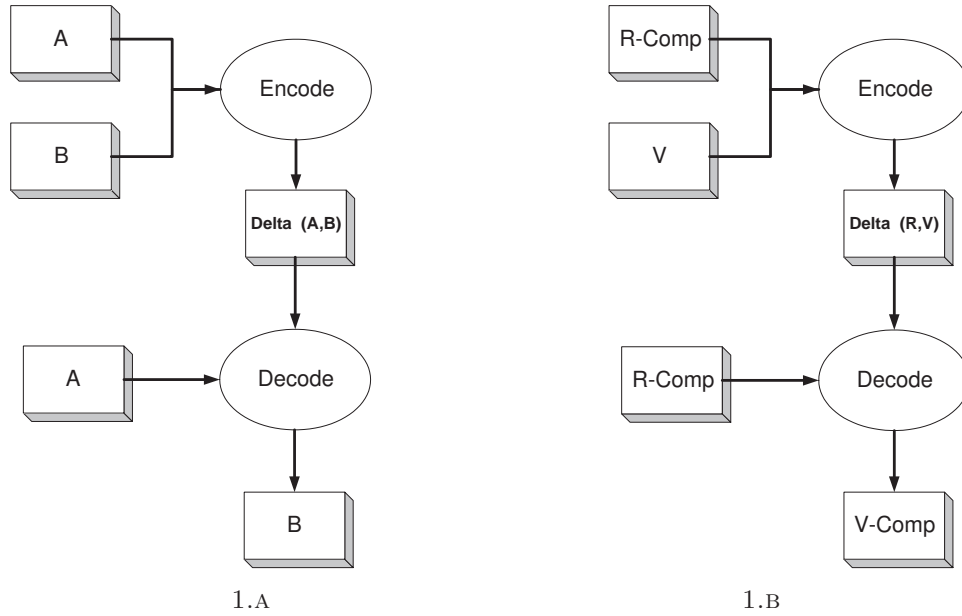 A
Encode
B
Delta (A,B)
A
Decode
B
1.A
R-Comp
Encode
V
Delta (R,V)
R-Comp
Decode
V-Comp
1.B